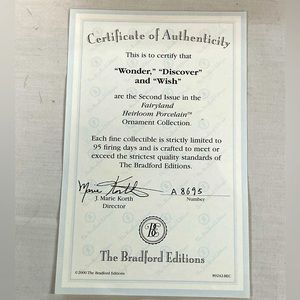 Certificate of Authenticity
This is to certify that
"Wonder," "Discover"
and "Wish"
are the Second Issue in the
Fairyland
Heirloom Porcelain™
Ornament Collection.
Each fine collectible is strictly limited to
95 firing days and is crafted to meet or
exceed the strictest quality standards of
The Bradford Editions.
Marie Korth A 8695
J. Marie Korth Number
Director
B E
The Bradford Editions
©2000 The Bradford Editions